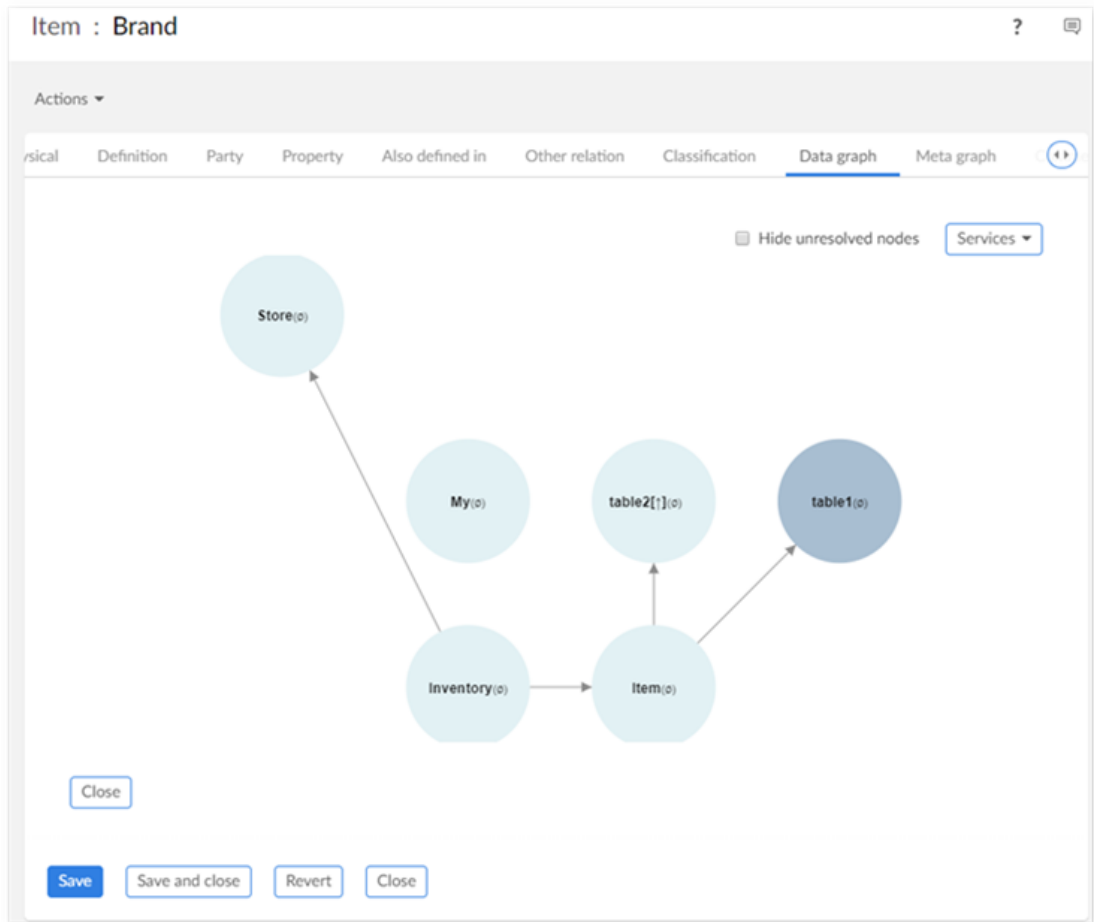 Item : Brand ?
Actions
ysical Definition Party Property Also defined in Other relation Classification Data graph Meta graph
Hide unresolved nodes Services
Store(∅)
My(∅) table2[↑](∅) table1(∅)
Inventory(∅) Item(∅)
Close
Save Save and close Revert Close